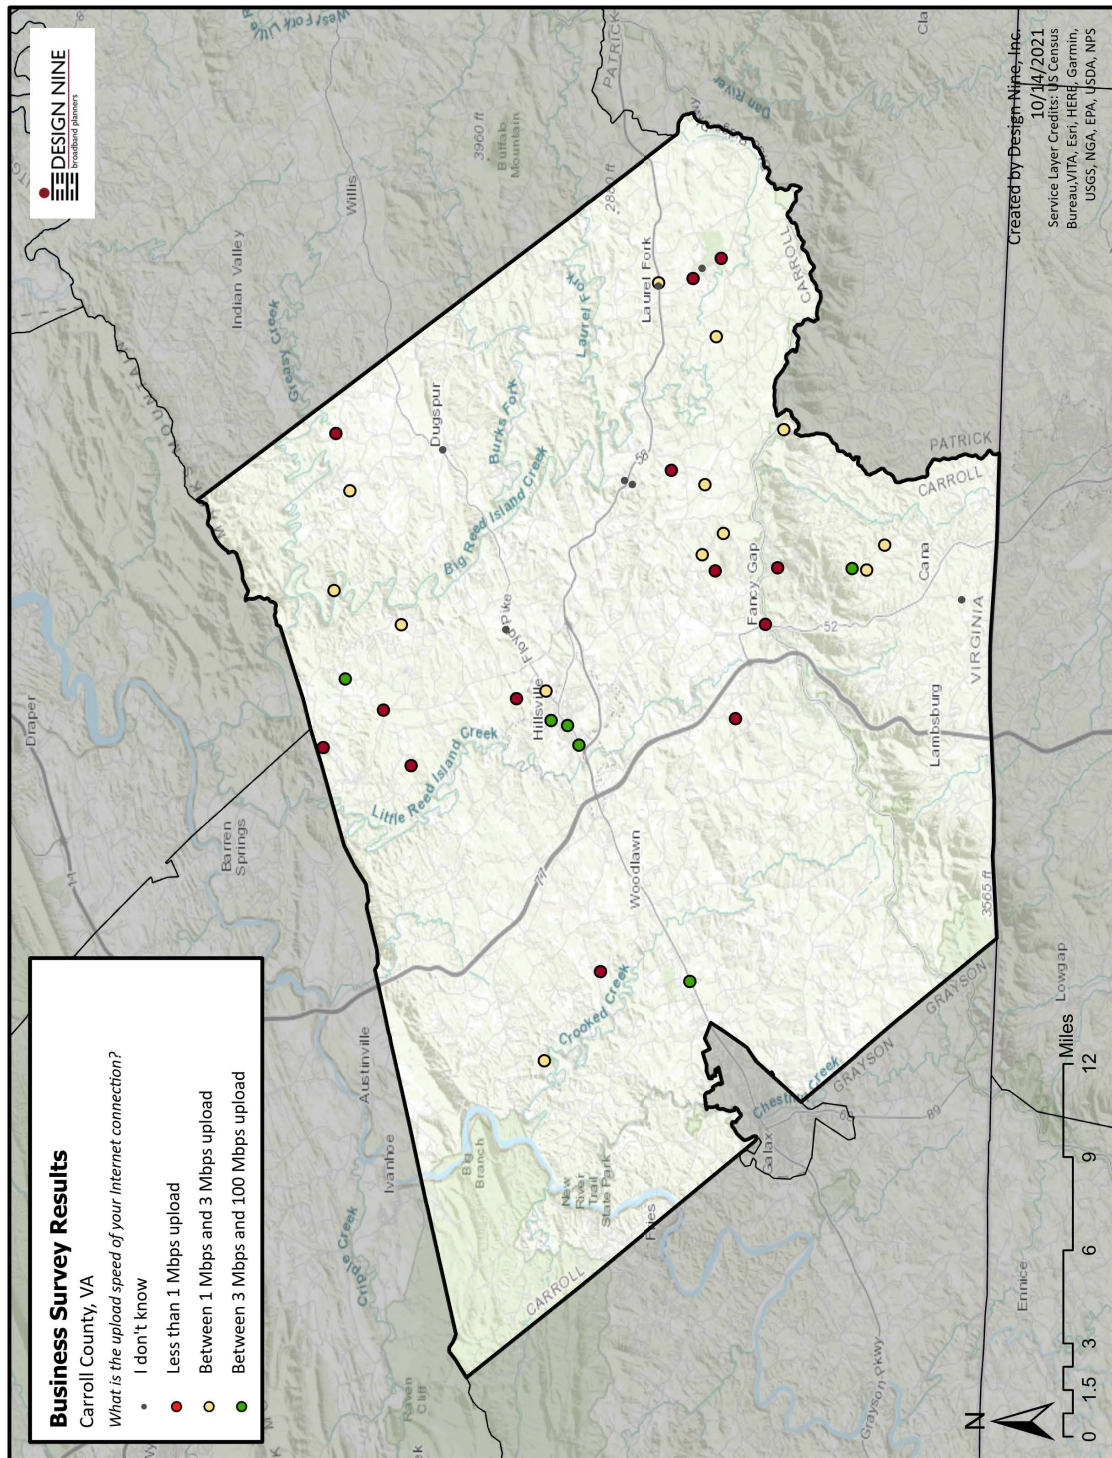 Business Survey Results
Carroll County, VA
What is the upload speed of your Internet connection?
I don't know
Less than 1 Mbps upload
Between 1 Mbps and 3 Mbps upload
Between 3 Mbps and 100 Mbps upload
DESIGN NINE
broadband planners
Draper
Barren
Springs
Indian Valley
Willis
Greasy Creek
3960 ft
Buffalo
Mountain
PATRICK
Dan River
Austinville
Ivanhoe
Cripple Creek
Raven
Cliff
Big
Branch
New
River
Trail
State Park
Fries
CARROLL
Little Reed Island Creek
Dugspur
Burks Fork
Big Reed Island Creek
Laurel Fork
Laurel Fork
Floyd Pike
Hillsville
58
77
Woodlawn
Crooked Creek
Galax
Chestnut Creek
GRAYSON
GRAYSON
89
Fancy Gap
52
Cana
VIRGINIA
Lambsburg
3565 ft
CARROLL
PATRICK
CARROLL
Lowgap
Ennice
Grayson Pkwy
N
0 1.5 3 6 9 12
Miles
Created by Design Nine, Inc.
10/14/2021
Service Layer Credits: US Census
Bureau,VITA, Esri, HERE, Garmin,
USGS, NGA, EPA, USDA, NPS